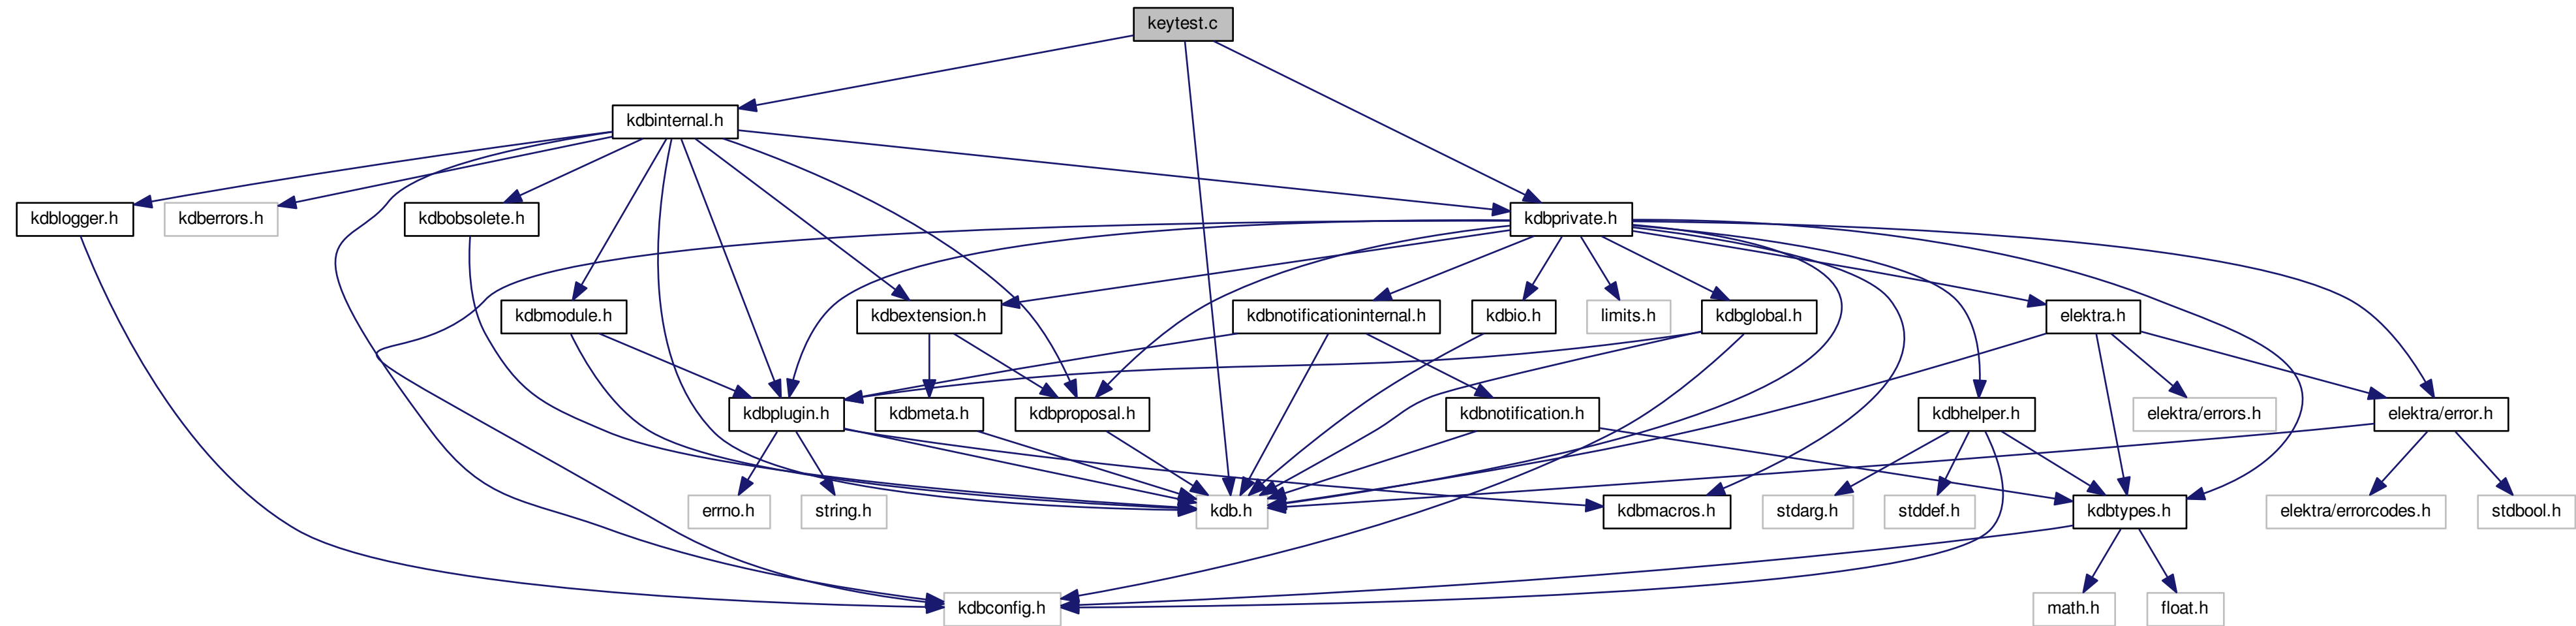 keytest.c
kdbinternal.h
kdblogger.h
kdberrors.h
kdbobsolete.h
kdbprivate.h
kdbmodule.h
kdbextension.h
kdbnotificationinternal.h
kdbio.h
limits.h
kdbglobal.h
elektra.h
kdbplugin.h
kdbmeta.h
kdbproposal.h
kdbnotification.h
kdbhelper.h
elektra/errors.h
elektra/error.h
errno.h
string.h
kdb.h
kdbmacros.h
stdarg.h
stddef.h
kdbtypes.h
elektra/errorcodes.h
stdbool.h
kdbconfig.h
math.h
float.h